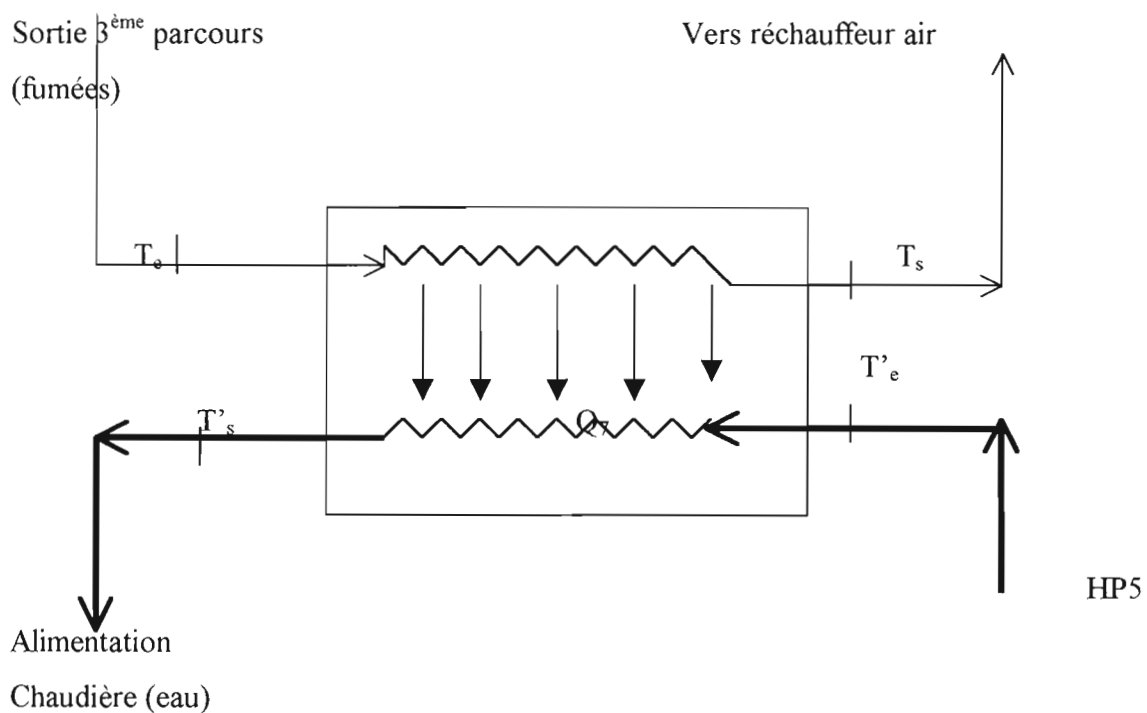 Sortie 3ème parcours
(fumées)
Vers réchauffeur air
Te
Ts
T'e
T's
Q7
HP5
Alimentation
Chaudière (eau)